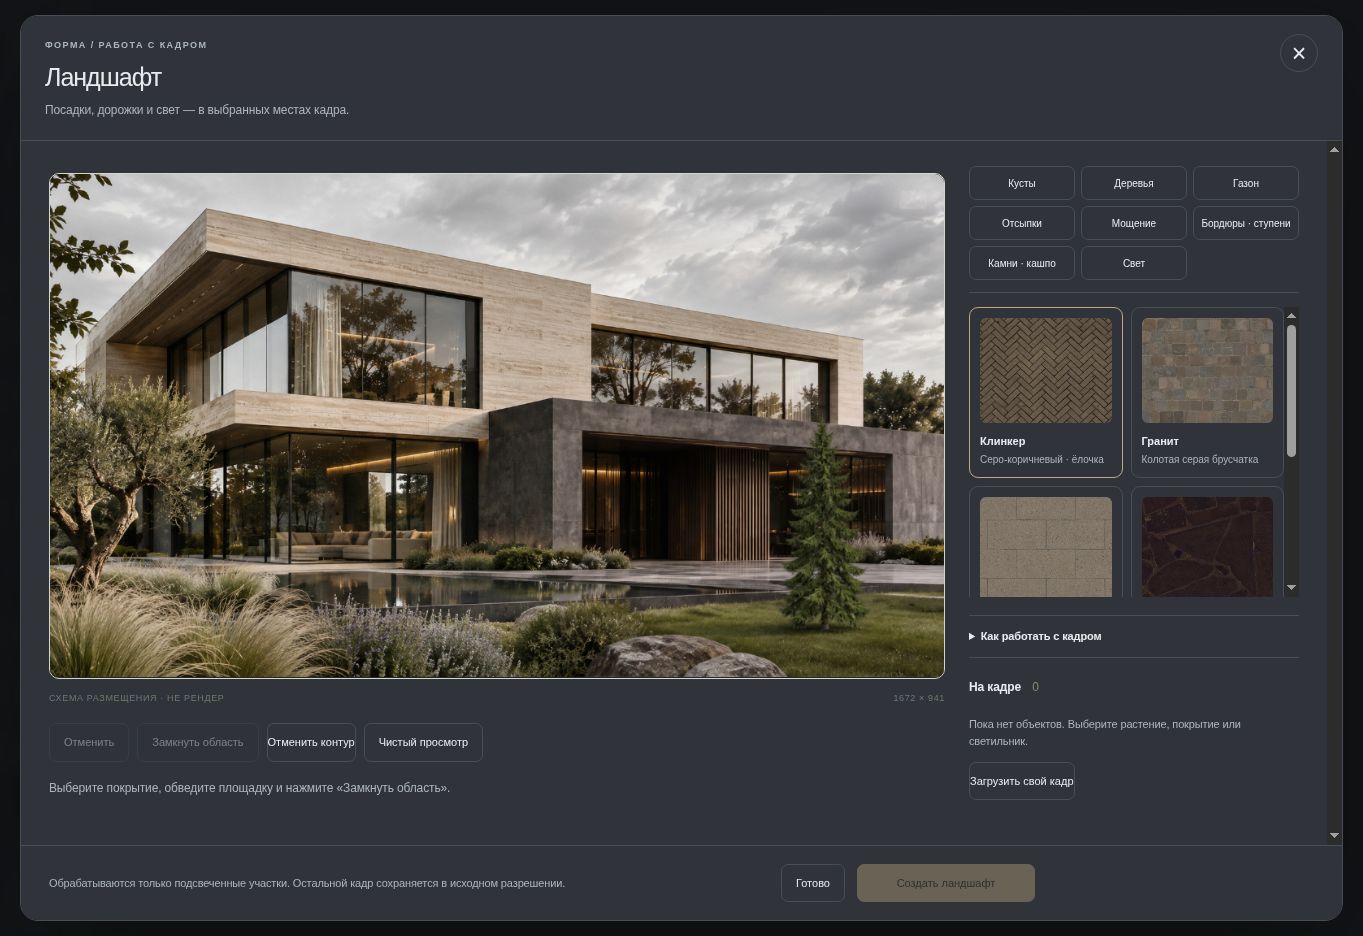 ФОРМА / РАБОТА С КАДРОМ
Ландшафт
Посадки, дорожки и свет — в выбранных местах кадра.
Кусты
Деревья
Газон
Отсыпки
Мощение
Бордюры · ступени
Камни · кашпо
Свет
Клинкер
Серо-коричневый · ёлочка
Гранит
Колотая серая брусчатка
Как работать с кадром
На кадре 0
Пока нет объектов. Выберите растение, покрытие или
светильник.
Загрузить свой кадр
СХЕМА РАЗМЕЩЕНИЯ · НЕ РЕНДЕР
1672 × 941
Отменить
Замкнуть область
Отменить контур
Чистый просмотр
Выберите покрытие, обведите площадку и нажмите «Замкнуть область».
Обрабатываются только подсвеченные участки. Остальной кадр сохраняется в исходном разрешении.
Готово
Создать ландшафт